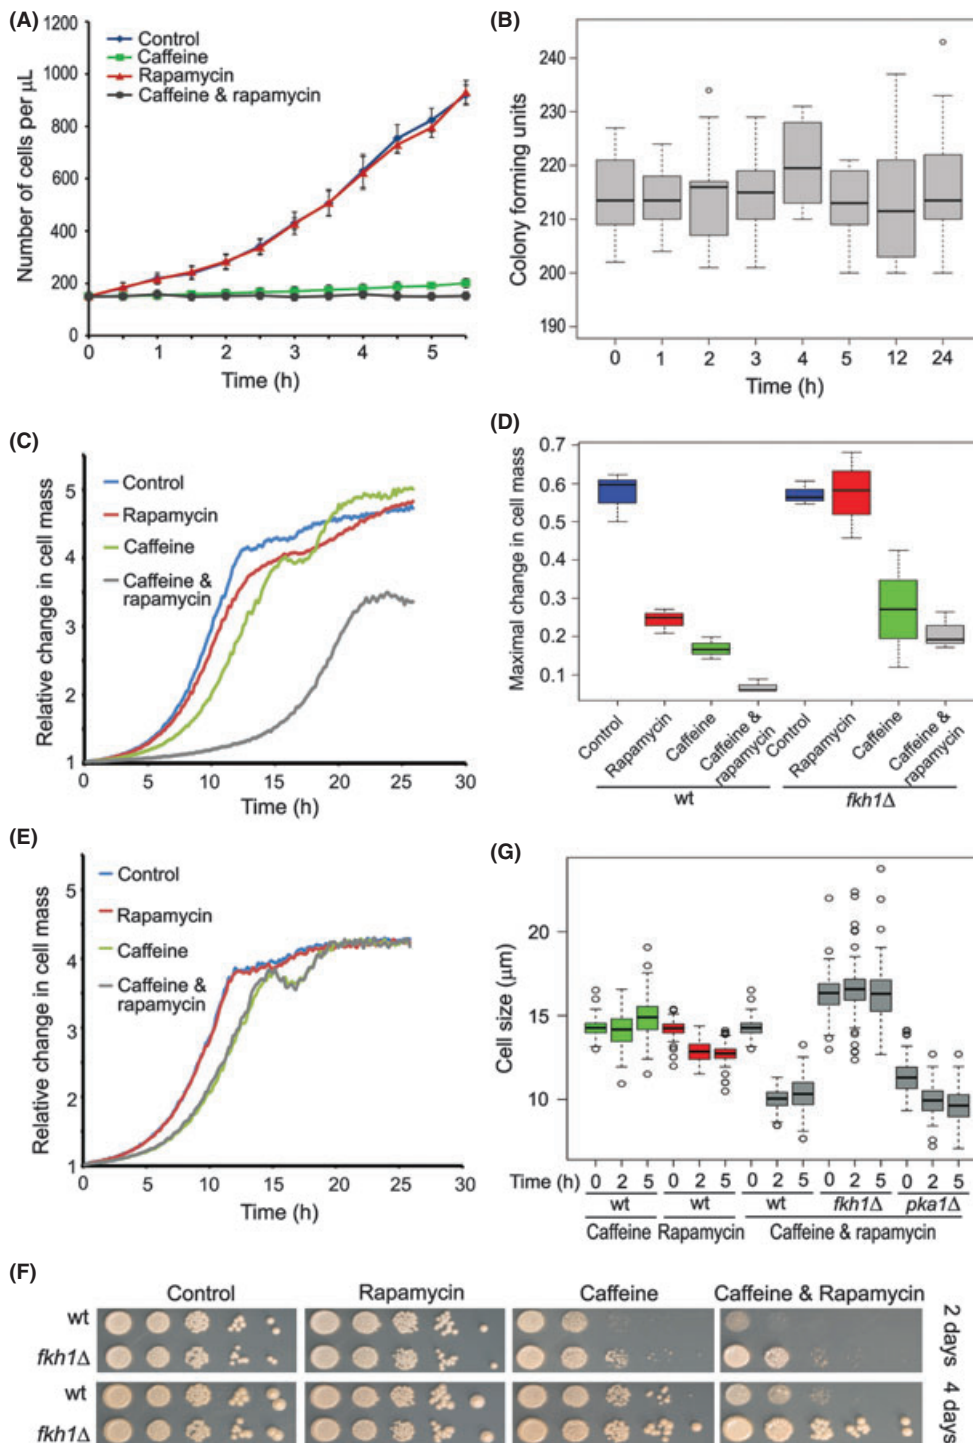 (A)
1200
1000
800
600
400
200
0
Number of cells per µL
Control
Caffeine
Rapamycin
Caffeine & rapamycin
0 1 2 3 4 5
Time (h)
(B)
240
230
220
210
200
190
Colony forming units
0 1 2 3 4 5 12 24
Time (h)
(C)
5
4
3
2
1
Relative change in cell mass
Control
Rapamycin
Caffeine
Caffeine &
rapamycin
0 5 10 15 20 25 30
Time (h)
(D)
0.7
0.6
0.5
0.3
0.2
0.1
Maximal change in cell mass
Control
Rapamycin
Caffeine
Caffeine &
rapamycin
Control
Rapamycin
Caffeine
Caffeine &
rapamycin
wt
fkh1Δ
(E)
5
4
3
2
1
Relative change in cell mass
Control
Rapamycin
Caffeine
Caffeine &
rapamycin
0 5 10 15 20 25 30
Time (h)
(G)
20
15
10
Cell size (µm)
Time (h) 0 2 5 0 2 5 0 2 5 0 2 5 0 2 5
wt wt wt fkh1Δ pka1Δ
Caffeine Rapamycin Caffeine & rapamycin
(F)
Control Rapamycin Caffeine Caffeine & Rapamycin
wt
fkh1Δ
2 days
wt
fkh1Δ
4 days